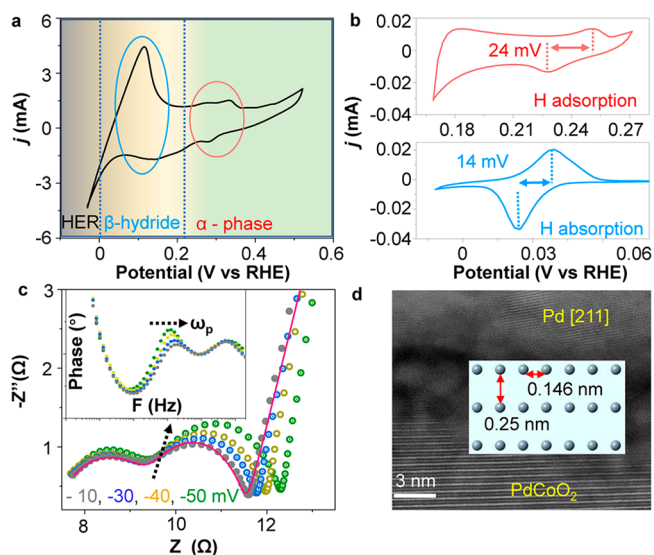 a
6
3
0
-3
-6
j (mA)
HER
β-hydride
α - phase
0.0
0.2
0.4
0.6
Potential (V vs RHE)
b
0.02
0.00
-0.02
-0.04
24 mV
H adsorption
0.18
0.21
0.24
0.27
j (mA)
0.02
0.00
-0.02
-0.04
14 mV
H absorption
0
0.03
0.06
Potential (V vs RHE)
c
3
2
1
-Z"(Ω)
Phase (°)
ωp
F (Hz)
- 10, -30, -40, -50 mV
8
10
12
14
Z (Ω)
d
Pd [211]
0.146 nm
0.25 nm
3 nm
PdCoO₂